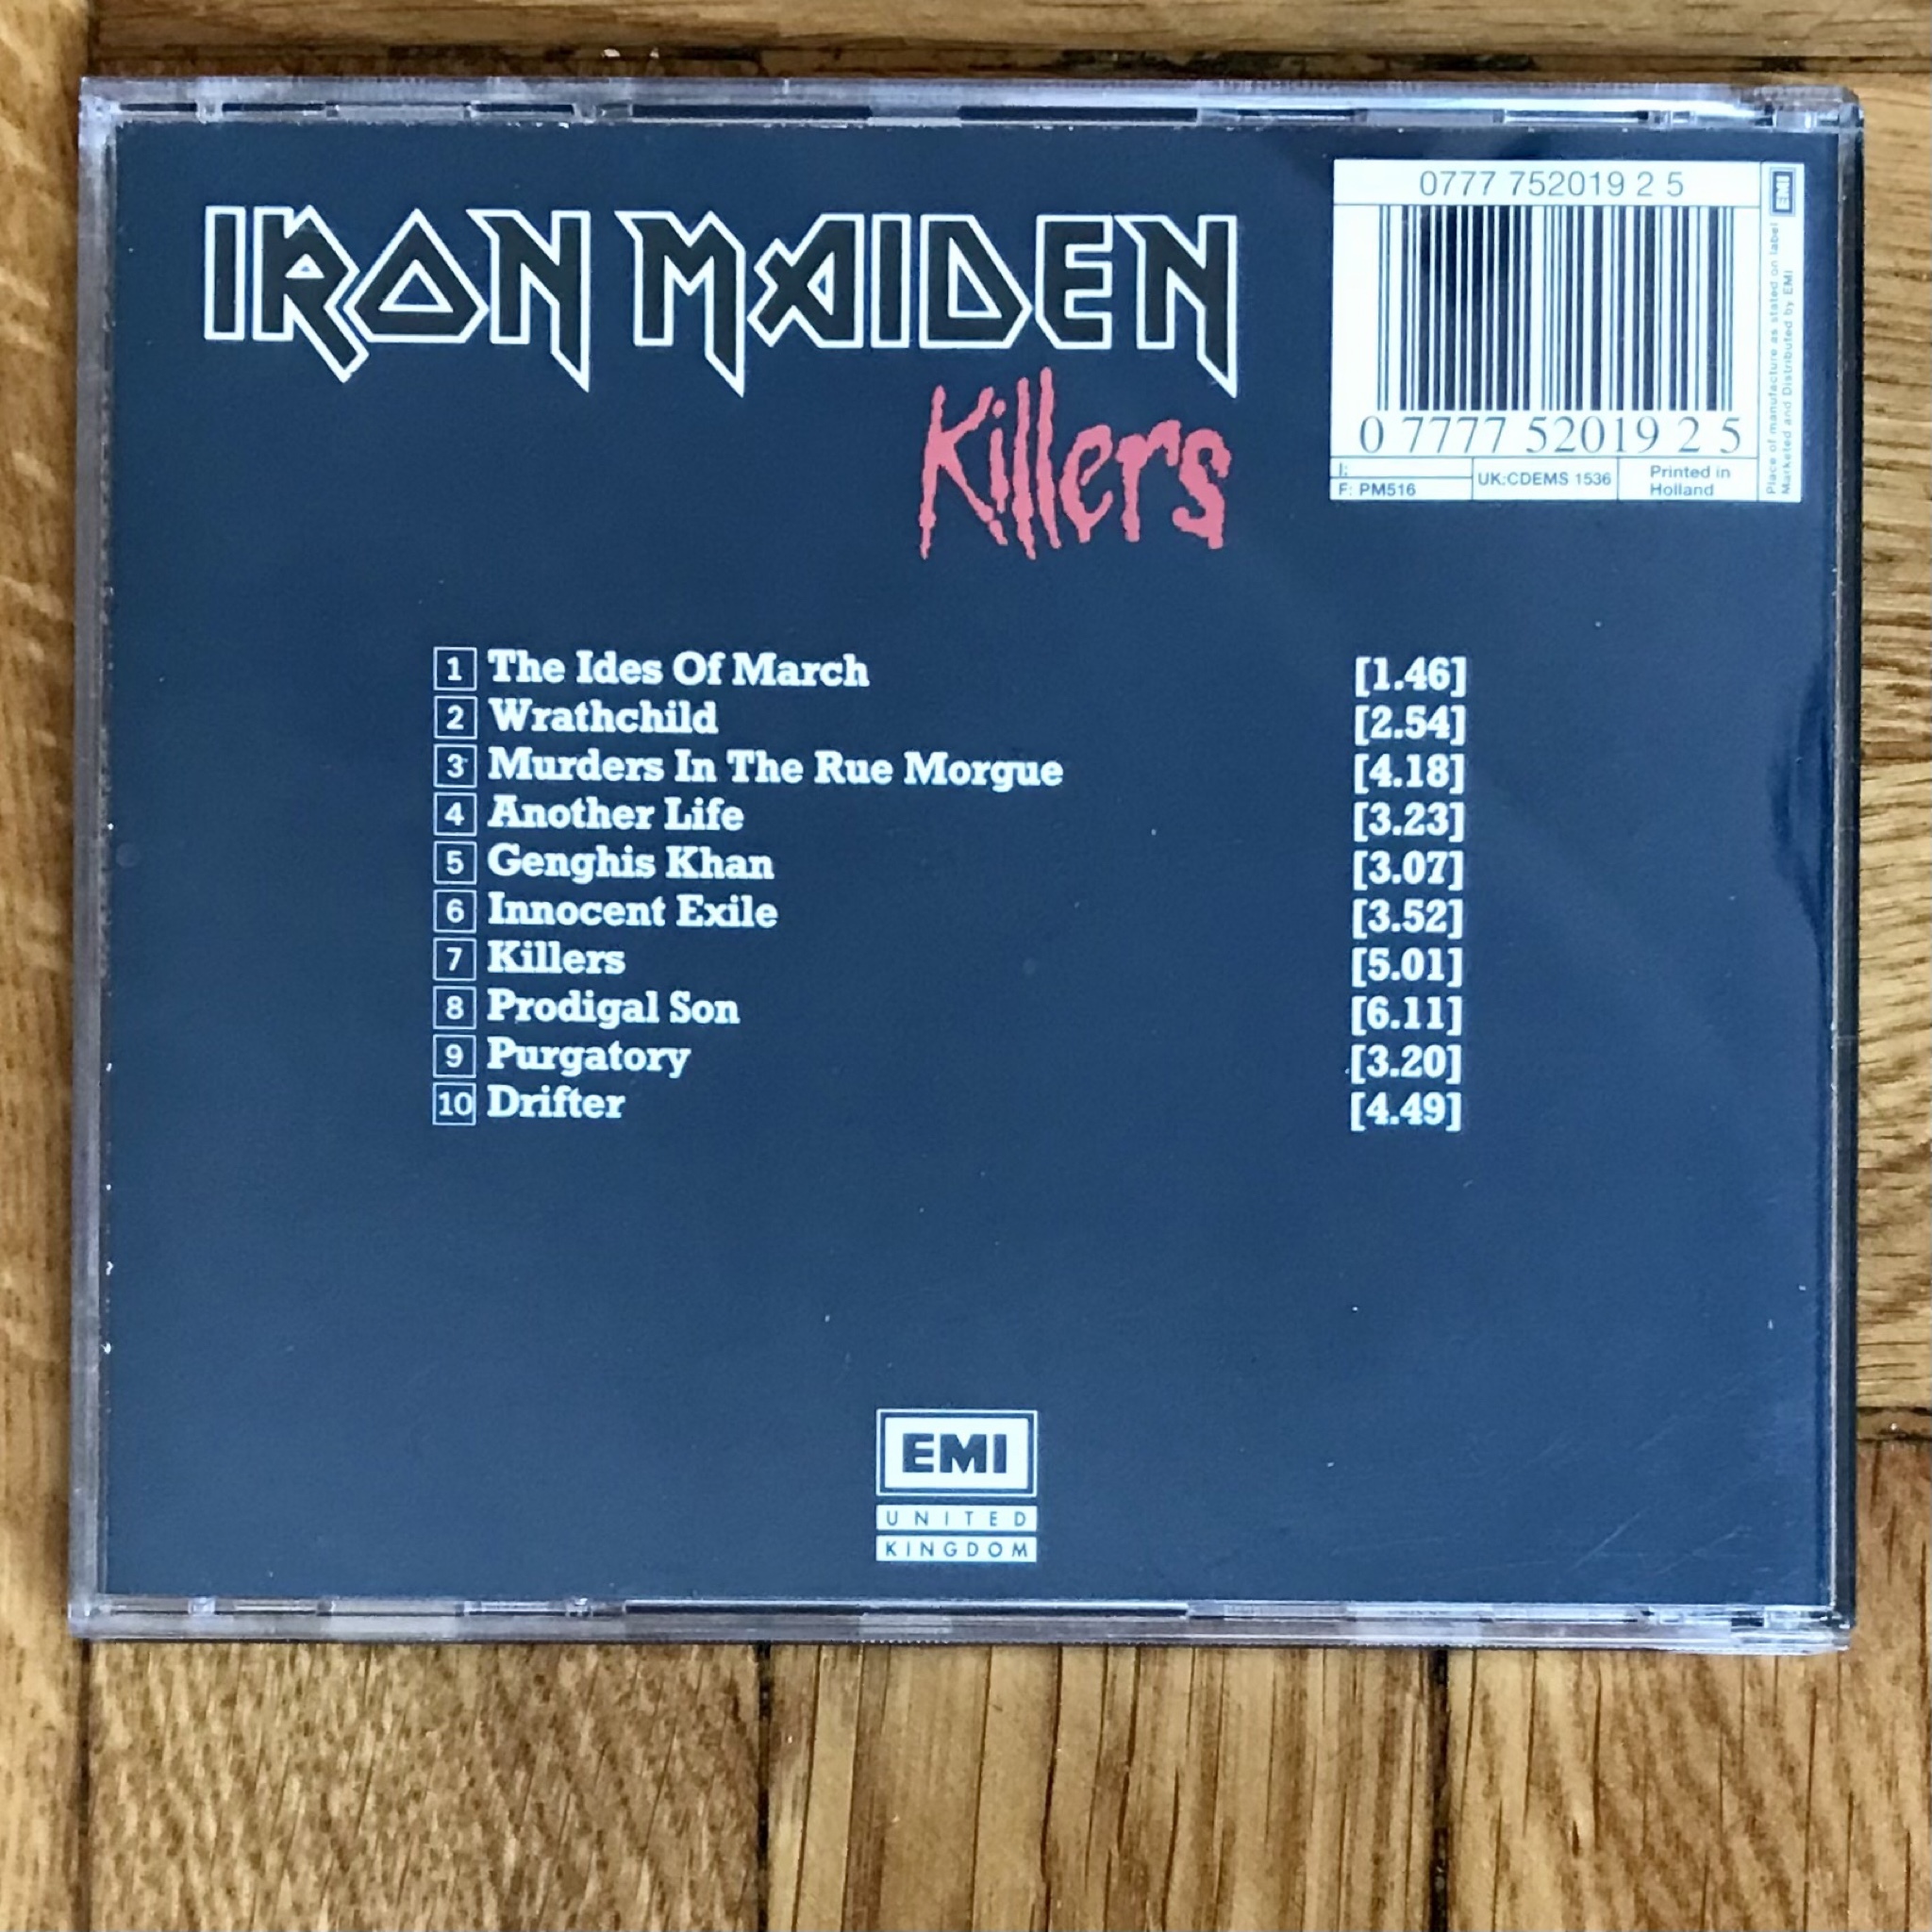 IRON MAIDEN
Killers
0777 752019 2 5
0 7777 52019 2 5
I:
F: PM516
UK:CDEMS 1536
Printed in
Holland
EMI
Place of manufacture as stated on label
Marketed and Distributed by EMI
1 The Ides Of March [1.46]
2 Wrathchild [2.54]
3 Murders In The Rue Morgue [4.18]
4 Another Life [3.23]
5 Genghis Khan [3.07]
6 Innocent Exile [3.52]
7 Killers [5.01]
8 Prodigal Son [6.11]
9 Purgatory [3.20]
10 Drifter [4.49]
EMI
UNITED
KINGDOM